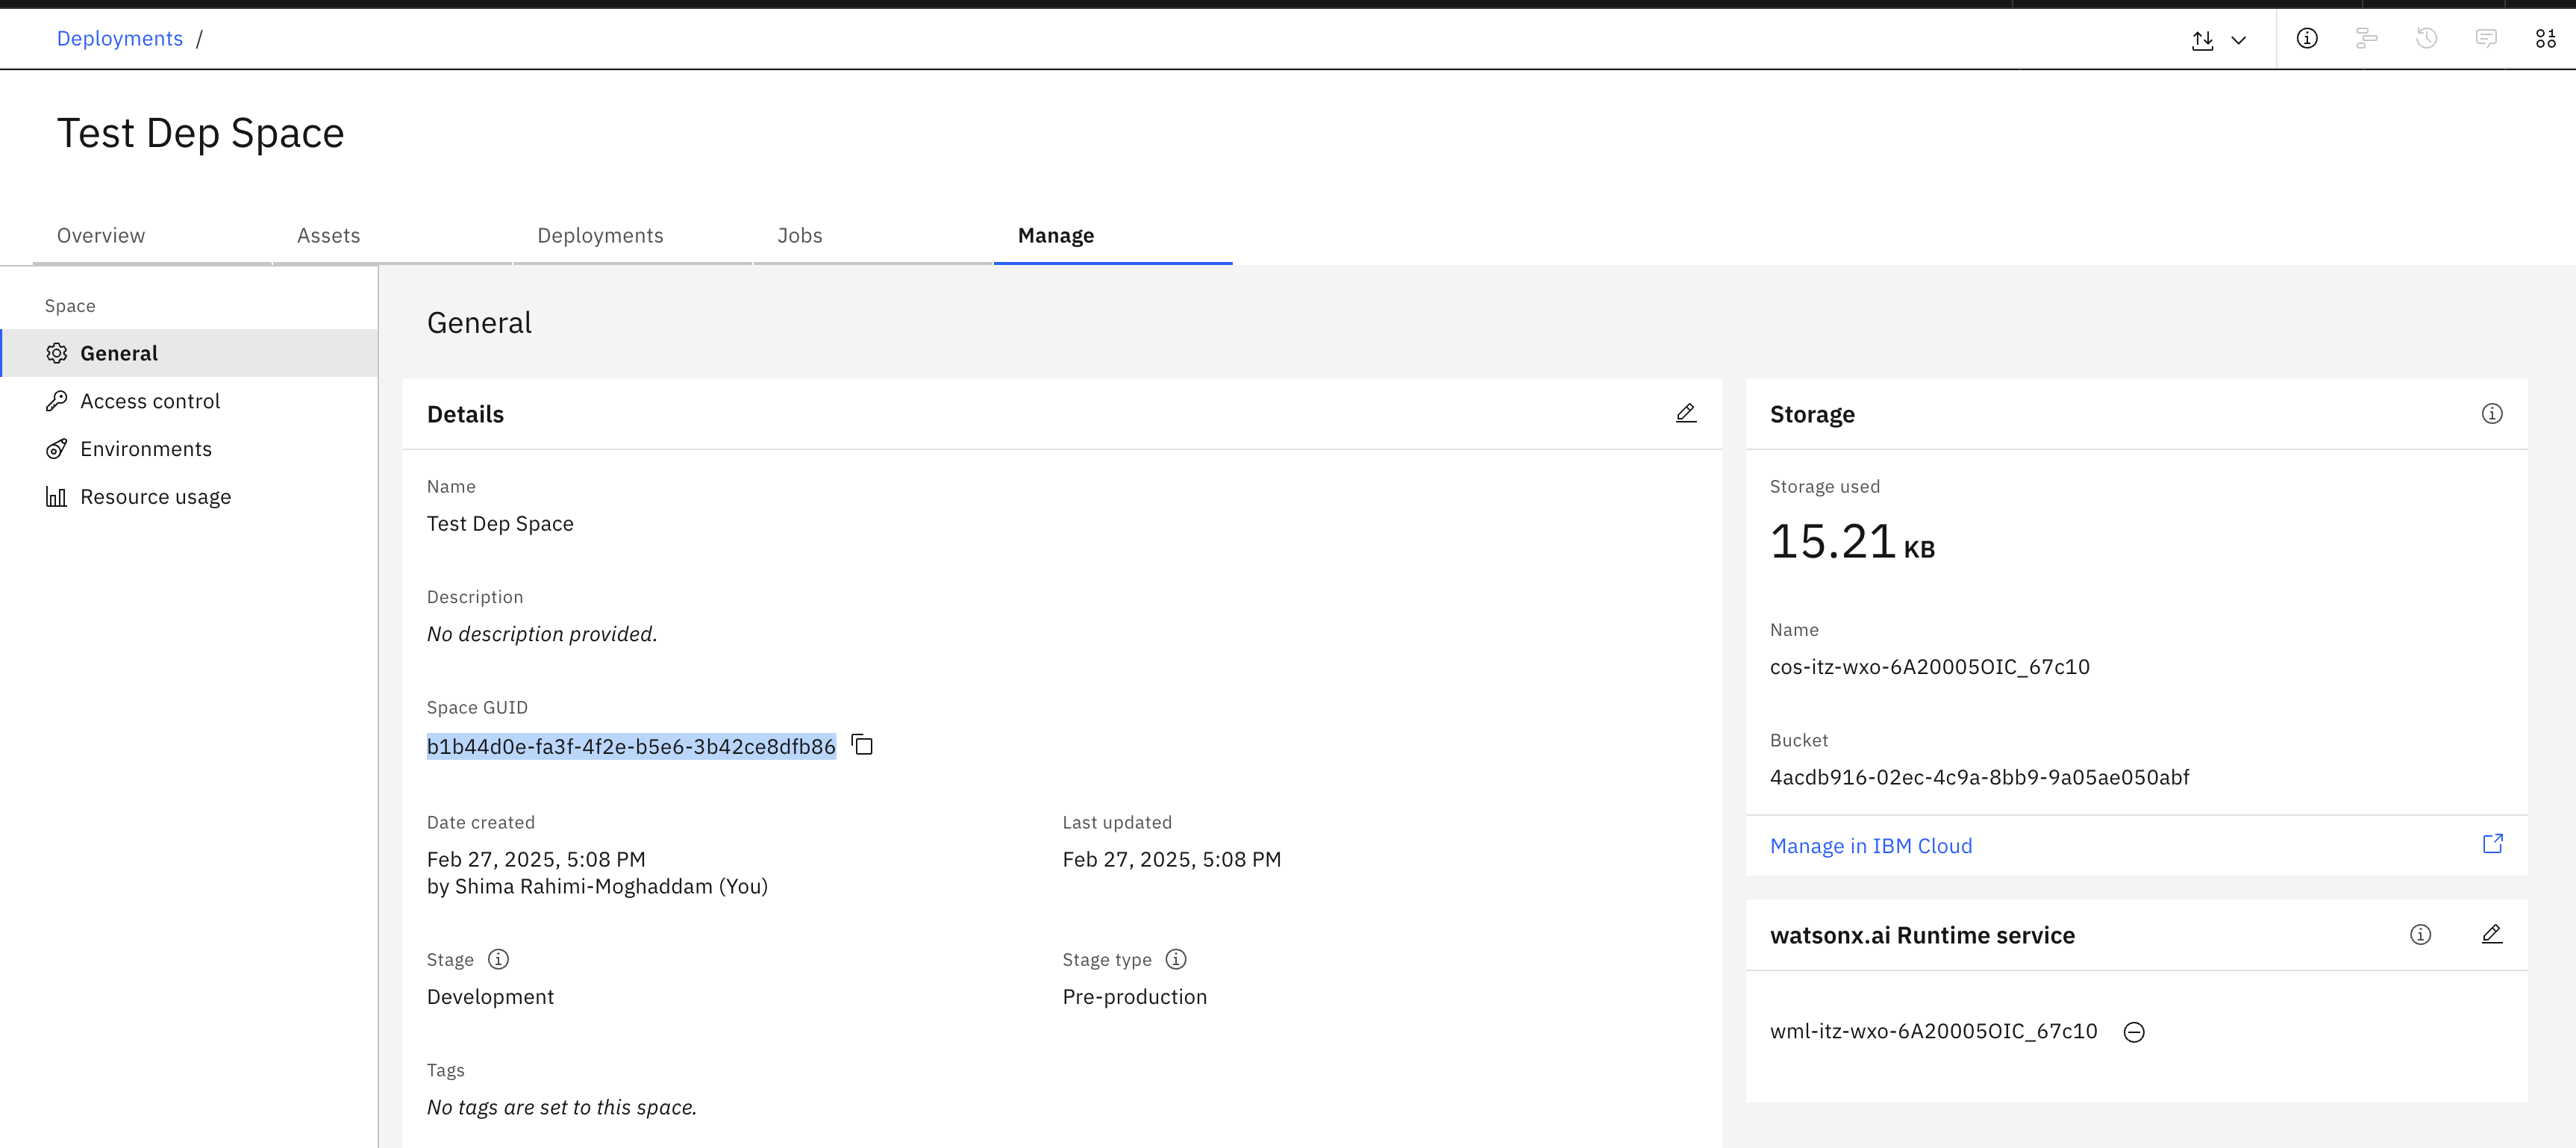 Deployments /
Test Dep Space
Overview
Assets
Deployments
Jobs
Manage
Space
General
Access control
Environments
Resource usage
General
Details
Name
Test Dep Space
Description
No description provided.
Space GUID
b1b44d0e-fa3f-4f2e-b5e6-3b42ce8dfb86
Date created
Feb 27, 2025, 5:08 PM
by Shima Rahimi-Moghaddam (You)
Last updated
Feb 27, 2025, 5:08 PM
Stage
Development
Stage type
Pre-production
Tags
No tags are set to this space.
Storage
Storage used
15.21 KB
Name
cos-itz-wxo-6A20005OIC_67c10
Bucket
4acdb916-02ec-4c9a-8bb9-9a05ae050abf
Manage in IBM Cloud
watsonx.ai Runtime service
wml-itz-wxo-6A20005OIC_67c10